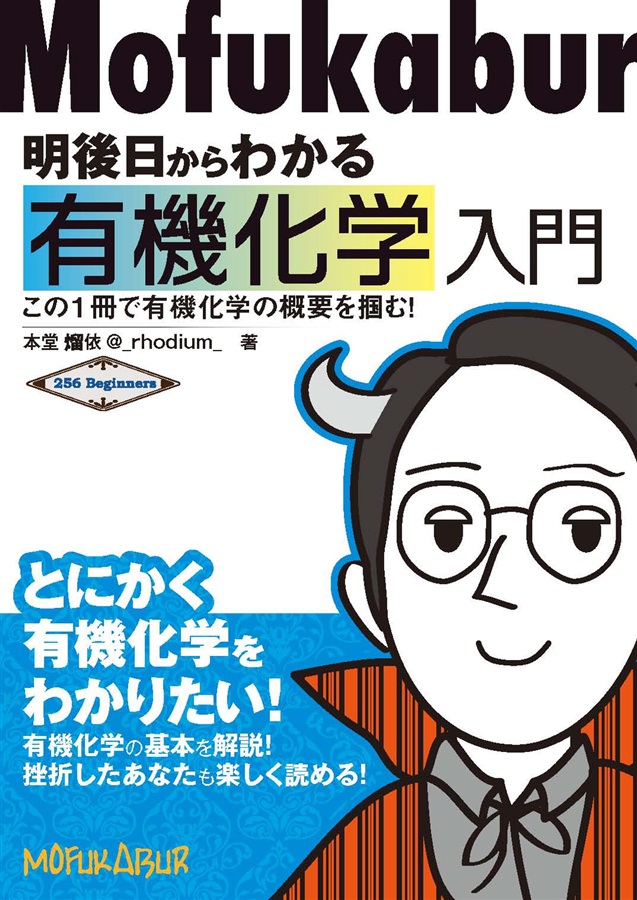 Mofukabur
明後日からわかる
有機化学 入門
この1冊で有機化学の概要を掴む!
本堂 熘依 @_rhodium_ 著
256 Beginners
とにかく
有機化学を
わかりたい!
有機化学の基本を解説!
挫折したあなたも楽しく読める!
MOFUKABUR